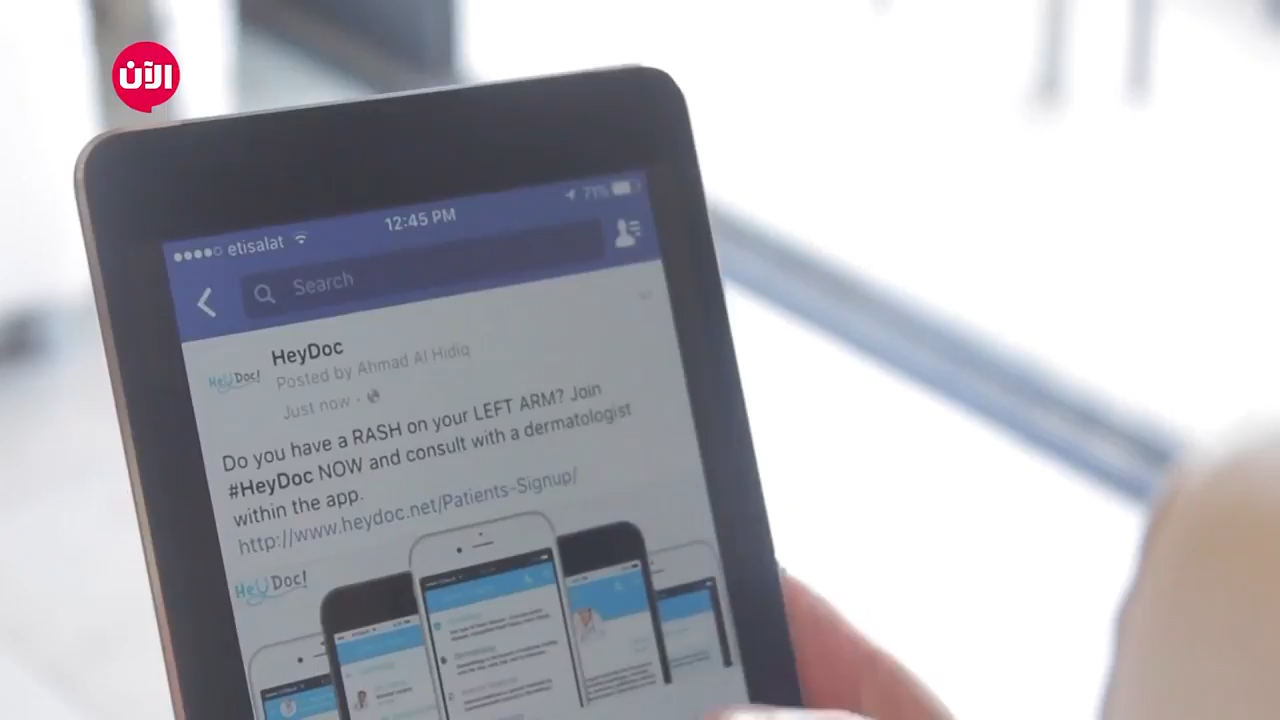 الآن
71%
12:45 PM
etisalat
Search
HeyDoc
Posted by Ahmad Al Hidiq
Just now
Do you have a RASH on your LEFT ARM? Join
#HeyDoc NOW and consult with a dermatologist
within the app.
http://www.heydoc.net/Patients-Signup/
HeyDoc!
HeyDoc!